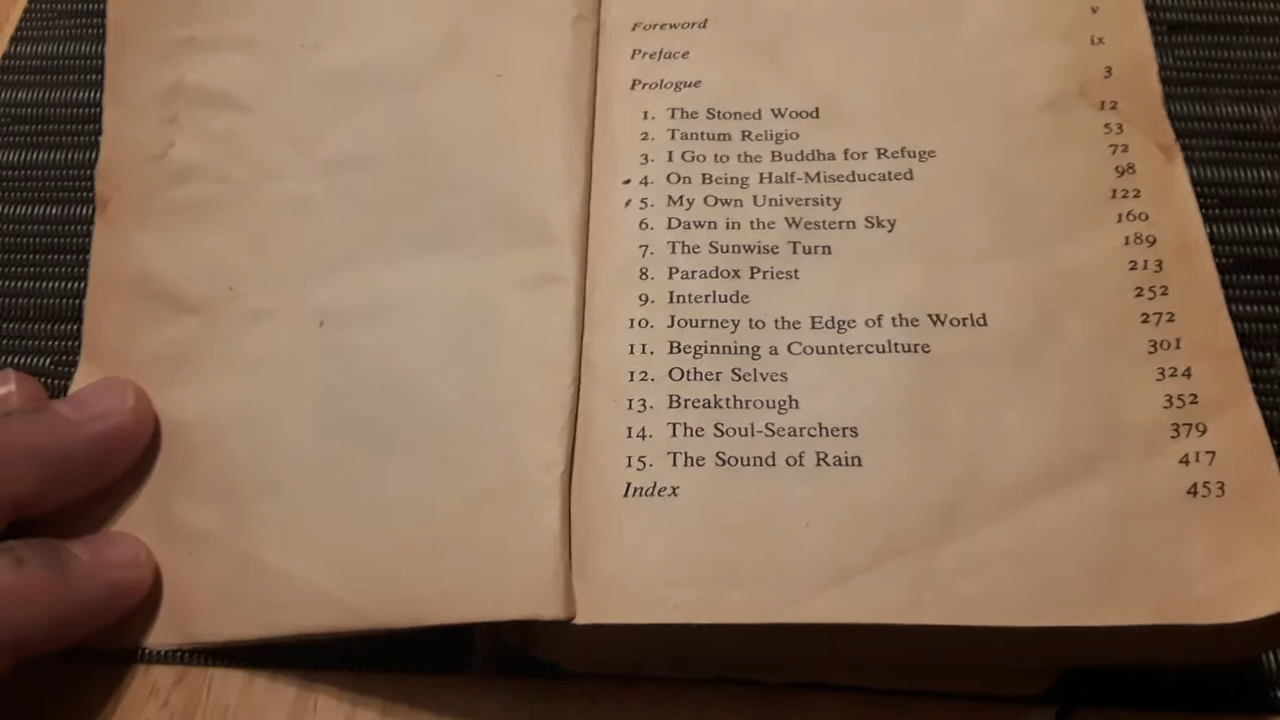 Foreword v
Preface ix
Prologue 3
1. The Stoned Wood 12
2. Tantum Religio 53
3. I Go to the Buddha for Refuge 72
4. On Being Half-Miseducated 98
5. My Own University 122
6. Dawn in the Western Sky 160
7. The Sunwise Turn 189
8. Paradox Priest 213
9. Interlude 252
10. Journey to the Edge of the World 272
11. Beginning a Counterculture 301
12. Other Selves 324
13. Breakthrough 352
14. The Soul-Searchers 379
15. The Sound of Rain 417
Index 453